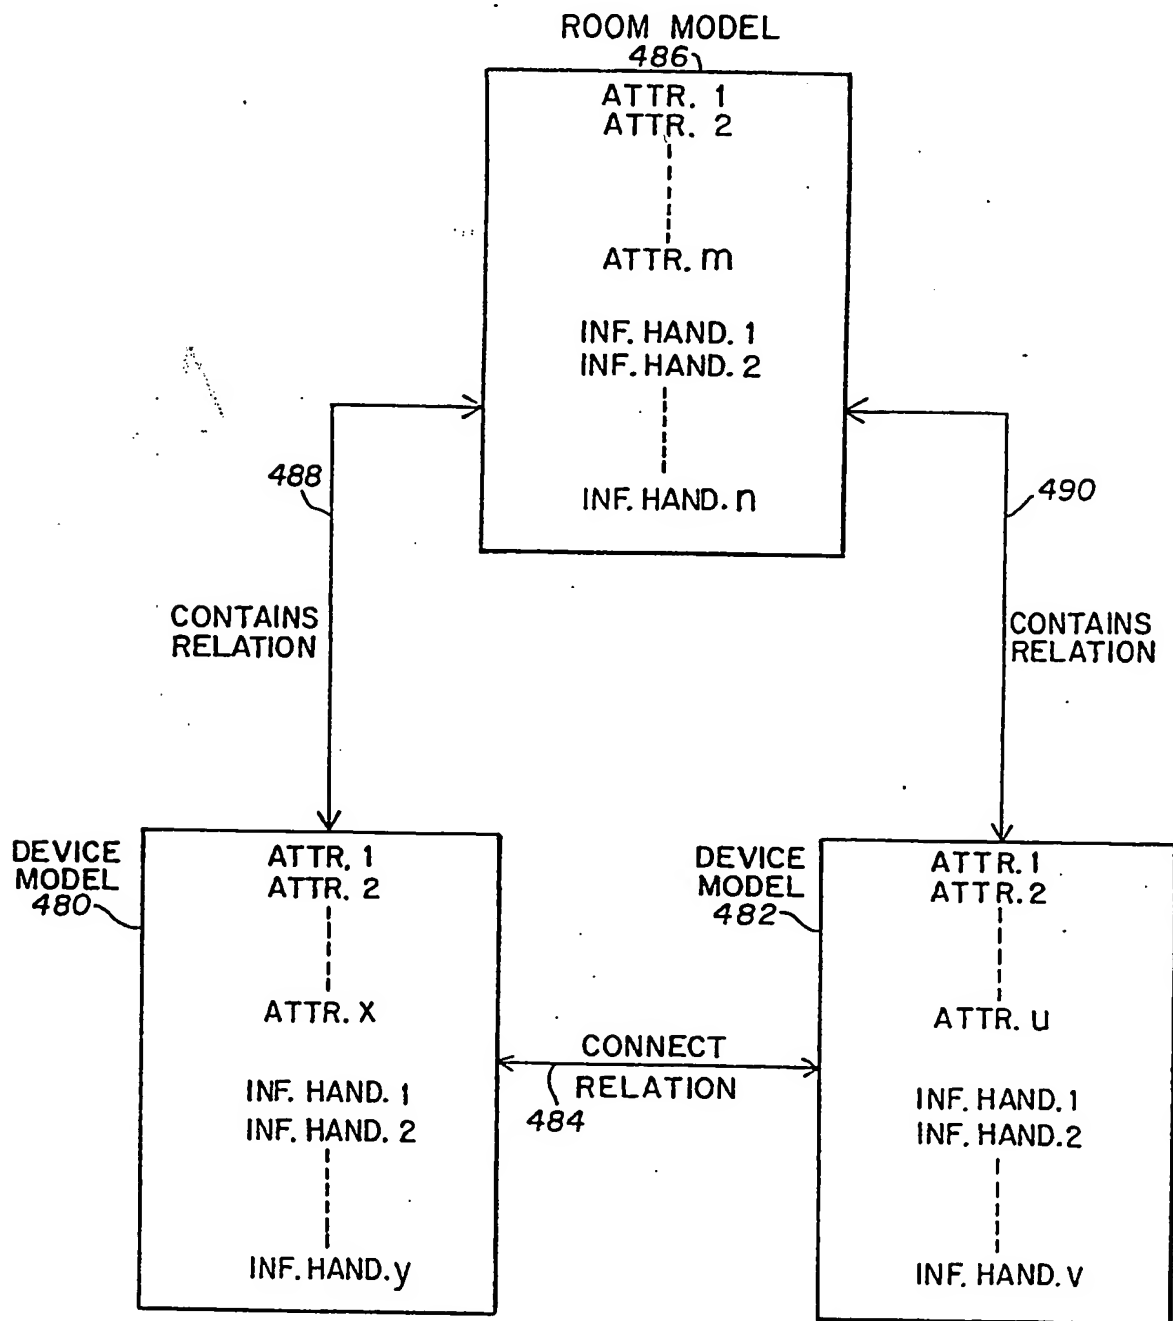 ROOM MODEL
486
ATTR. 1
ATTR. 2
ATTR. m
INF. HAND. 1
INF. HAND. 2
INF. HAND. n
488
490
CONTAINS
RELATION
CONTAINS
RELATION
DEVICE
MODEL
480
ATTR. 1
ATTR. 2
ATTR. x
INF. HAND. 1
INF. HAND. 2
INF. HAND. y
CONNECT
RELATION
484
DEVICE
MODEL
482
ATTR. 1
ATTR. 2
ATTR. u
INF. HAND. 1
INF. HAND. 2
INF. HAND. v